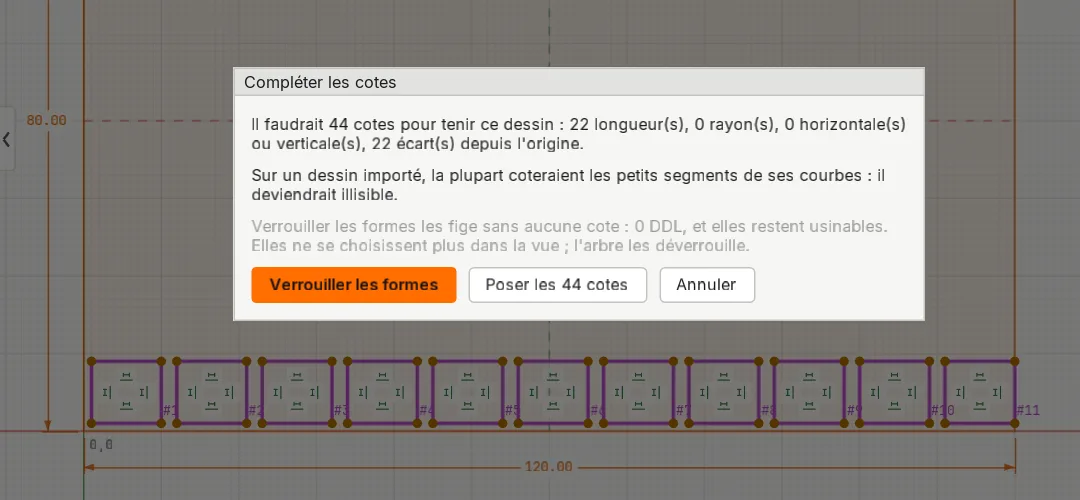 Compléter les cotes
Il faudrait 44 cotes pour tenir ce dessin : 22 longueur(s), 0 rayon(s), 0 horizontale(s)
ou verticale(s), 22 écart(s) depuis l'origine.
80.00
Sur un dessin importé, la plupart coteraient les petits segments de ses courbes : il
deviendrait illisible.
Verrouiller les formes les fige sans aucune cote : 0 DDL, et elles restent usinables.
Elles ne se choisissent plus dans la vue ; l'arbre les déverrouille.
Verrouiller les formes Poser les 44 cotes Annuler
#1 #2 #3 #4 #5 #6 #7 #8 #9 #10 #11
0,0
120.00